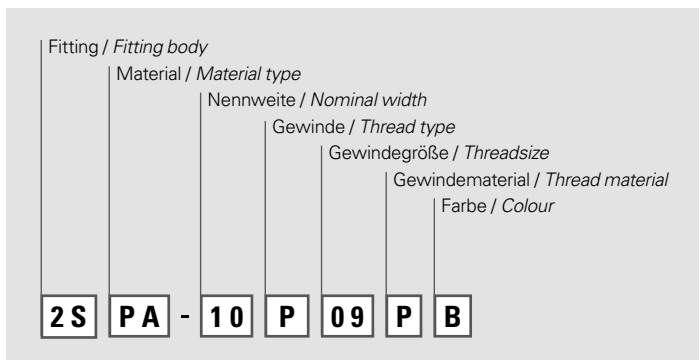 Fitting / Fitting body
Material / Material type
Nennweite / Nominal width
Gewinde / Thread type
Gewindegröße / Threadsize
Gewindematerial / Thread material
Farbe / Colour
2S PA - 10 P 09 P B